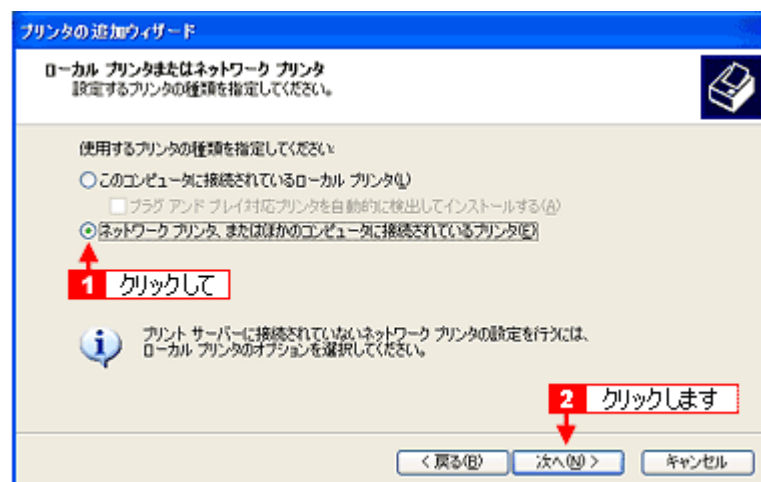 プリンタの追加ウィザード
ローカル プリンタまたはネットワーク プリンタ
設定するプリンタの種類を指定してください。
使用するプリンタの種類を指定してください:
このコンピュータに接続されているローカル プリンタ(L)
プラグ アンド プレイ対応プリンタを自動的に検出してインストールする(A)
ネットワーク プリンタ、またはほかのコンピュータに接続されているプリンタ(E)
1 クリックして
プリント サーバーに接続されていないネットワーク プリンタの設定を行うには、
ローカル プリンタのオプションを選択してください。
2 クリックします
< 戻る(B) 次へ(N) > キャンセル